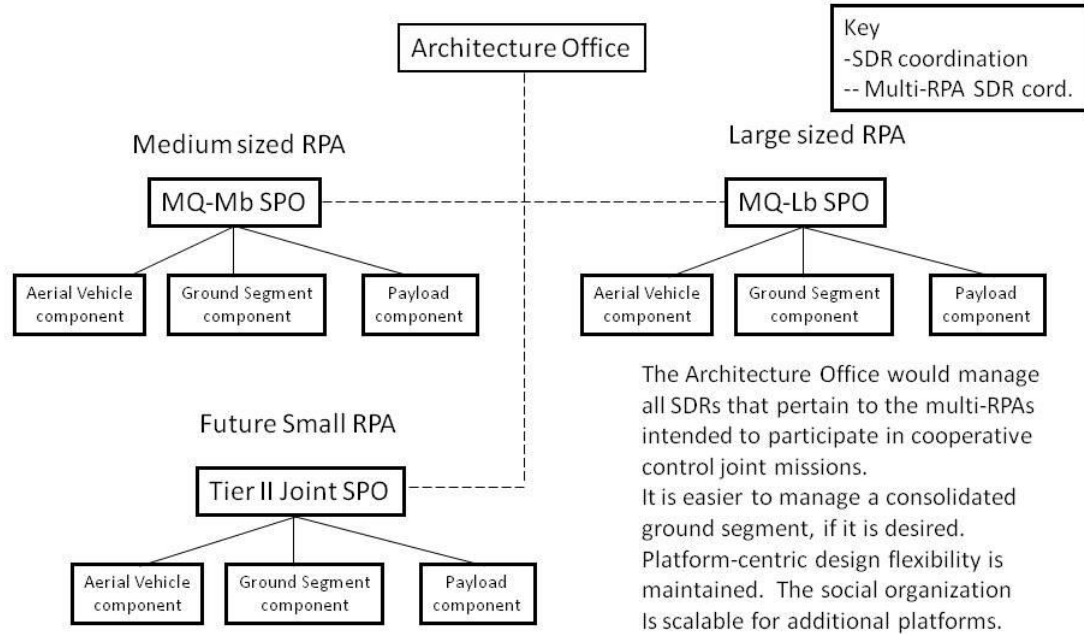 Architecture Office
Key
-SDR coordination
-- Multi-RPA SDR cord.
Medium sized RPA
Large sized RPA
MQ-Mb SPO
MQ-Lb SPO
Aerial Vehicle
component
Ground Segment
component
Payload
component
Aerial Vehicle
component
Ground Segment
component
Payload
component
The Architecture Office would manage
all SDRs that pertain to the multi-RPAs
intended to participate in cooperative
control joint missions.
It is easier to manage a consolidated
ground segment, if it is desired.
Platform-centric design flexibility is
maintained. The social organization
Is scalable for additional platforms.
Future Small RPA
Tier II Joint SPO
Aerial Vehicle
component
Ground Segment
component
Payload
component